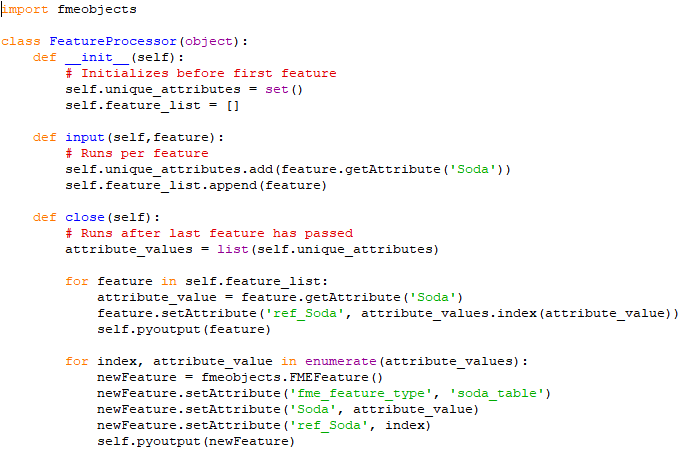 import fmeobjects

class FeatureProcessor(object):
    def __init__(self):
        # Initializes before first feature
        self.unique_attributes = set()
        self.feature_list = []

    def input(self,feature):
        # Runs per feature
        self.unique_attributes.add(feature.getAttribute('Soda'))
        self.feature_list.append(feature)

    def close(self):
        # Runs after last feature has passed
        attribute_values = list(self.unique_attributes)

        for feature in self.feature_list:
            attribute_value = feature.getAttribute('Soda')
            feature.setAttribute('ref_Soda', attribute_values.index(attribute_value))
            self.pyoutput(feature)

        for index, attribute_value in enumerate(attribute_values):
            newFeature = fmeobjects.FMEFeature()
            newFeature.setAttribute('fme_feature_type', 'soda_table')
            newFeature.setAttribute('Soda', attribute_value)
            newFeature.setAttribute('ref_Soda', index)
            self.pyoutput(newFeature)